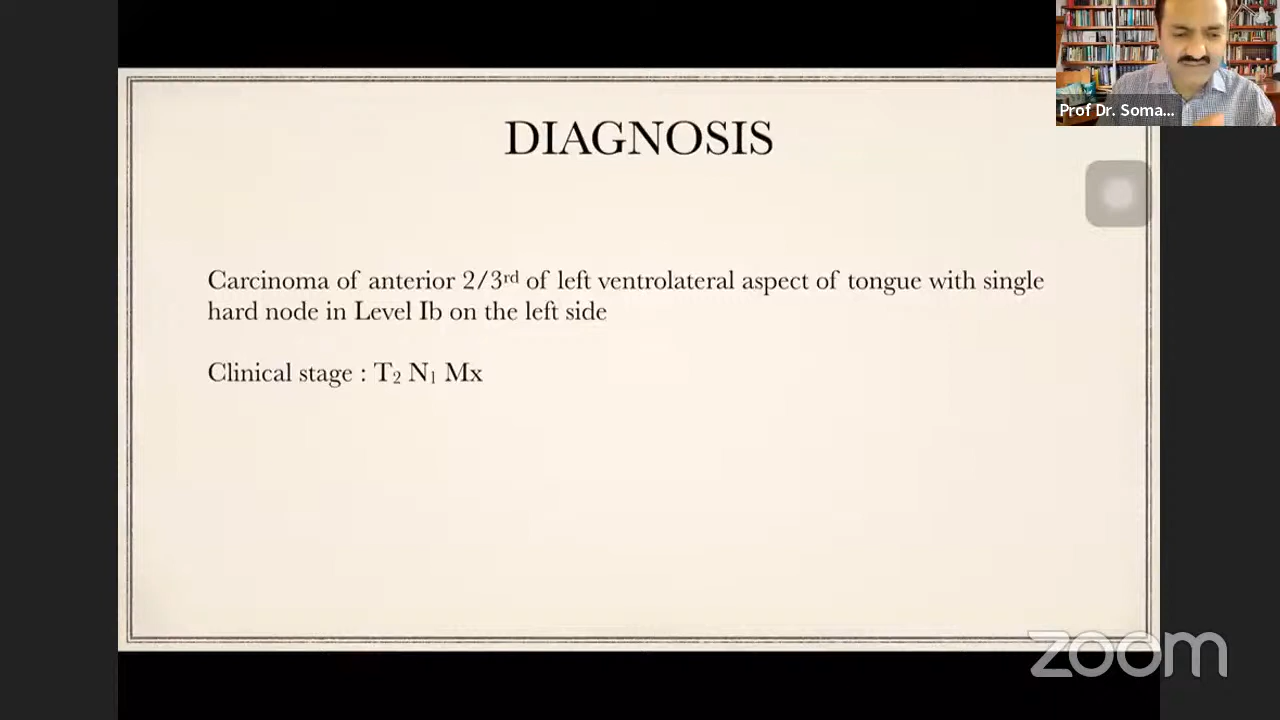 Prof Dr. Soma...
DIAGNOSIS
Carcinoma of anterior 2/3rd of left ventrolateral aspect of tongue with single
hard node in Level Ib on the left side
Clinical stage : T₂ N₁ Mx
zoom